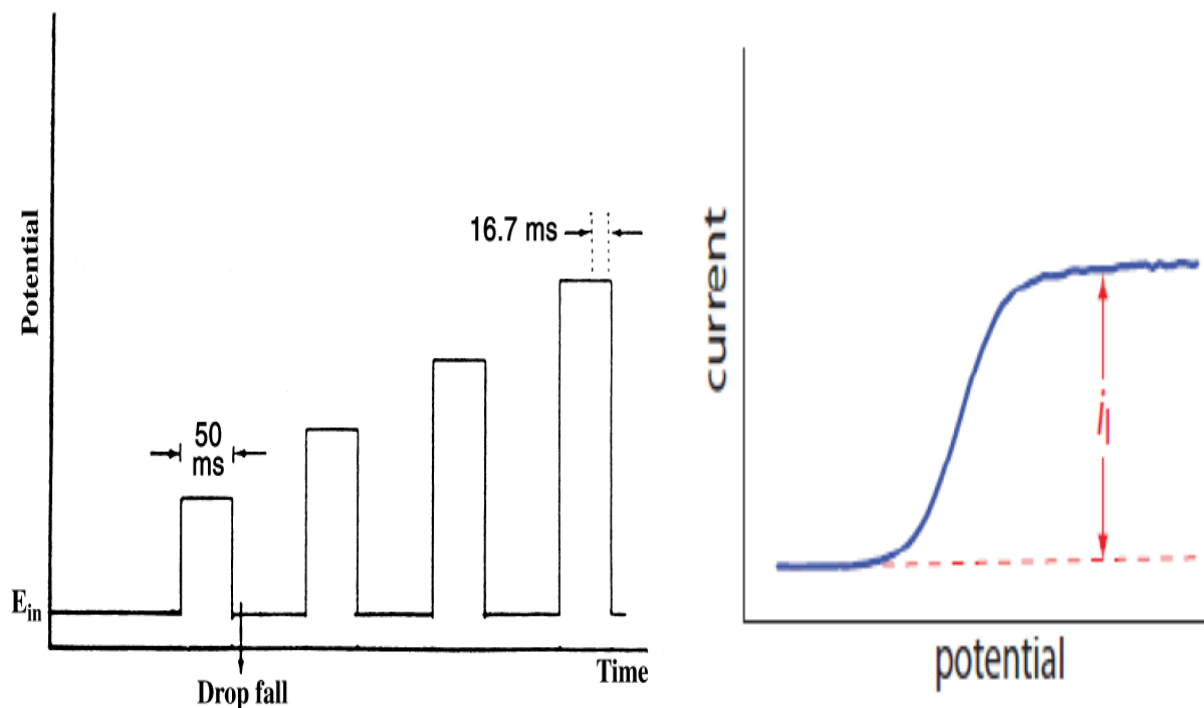 Potential
16.7 ms
50
ms
E_in
Time
Drop fall
current
i_l
potential